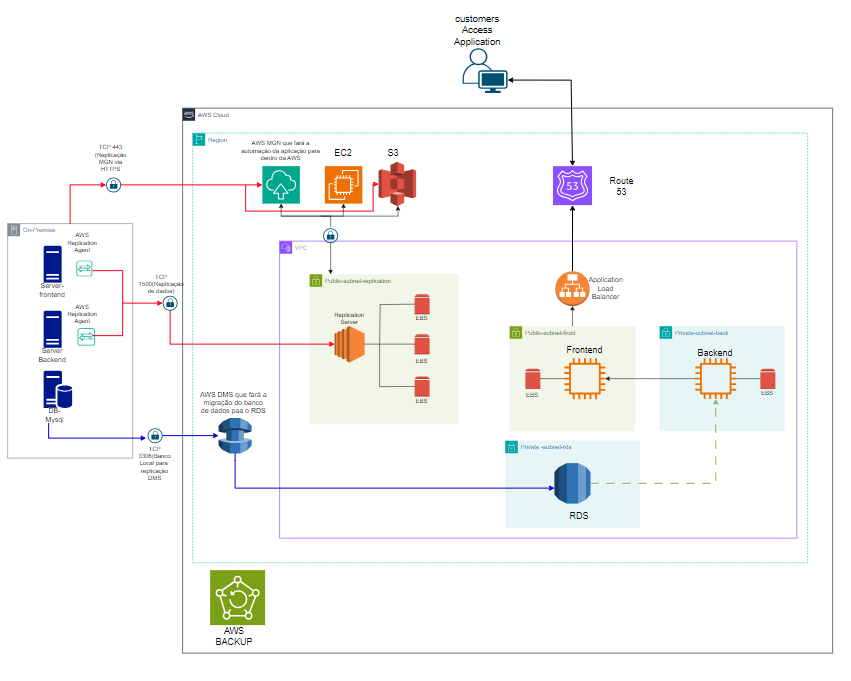 customers
Access
Application
AWS Cloud
Region
TCP 443
(Replicação
MGN via
HTTPS
AWS MGN que fará a
automação da aplicação para
dentro da AWS
EC2
S3
Route
53
On-Premise
AWS
Replication
Agent
Server-
frontend
AWS
Replication
Agent
Server
Backend
DB-
Mysql
TCP
1500(Replicação
de dados)
VPC
Public-subnet-replication
Replication
Server
EBS
EBS
EBS
Application
Load
Balancer
Public-subnet-front
Frontend
EBS
Private-subnet-back
Backend
EBS
AWS DMS que fará a
migração do banco
de dados paa o RDS
TCP
3306(Banco
Local para
replicação
DMS
Private -subnet-rds
RDS
AWS
BACKUP